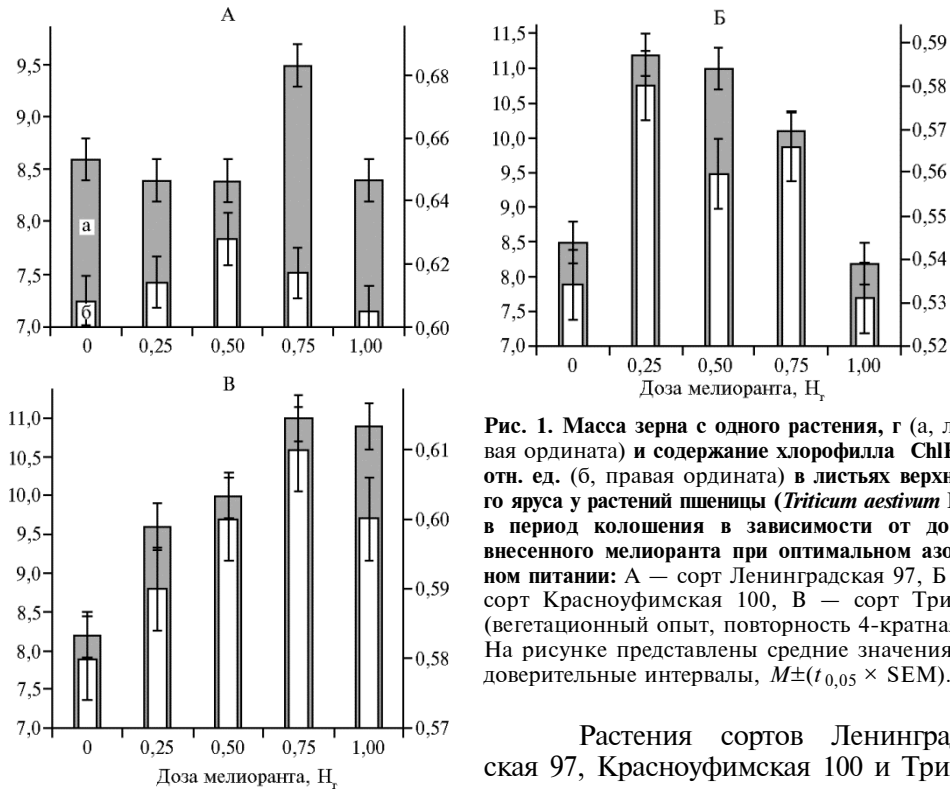 А
9,5
9,0
8,5
8,0
7,5
7,0
0,68
0,66
0,64
0,62
0,60
а
б
0 0,25 0,50 0,75 1,00
Б
11,5
11,0
10,5
10,0
9,5
9,0
8,5
8,0
7,5
7,0
0,59
0,58
0,57
0,56
0,55
0,54
0,53
0,52
0 0,25 0,50 0,75 1,00
Доза мелиоранта, Нг
В
11,0
10,5
10,0
9,5
9,0
8,5
8,0
7,5
7,0
0,61
0,60
0,59
0,58
0,57
0 0,25 0,50 0,75 1,00
Доза мелиоранта, Нг
Рис. 1. Масса зерна с одного растения, г (а, л
вая ордината) и содержание хлорофилла ChlI
отн. ед. (б, правая ордината) в листьях верхн
го яруса у растений пшеницы (Triticum aestivum
в период колошения в зависимости от до
внесенного мелиоранта при оптимальном азо
ном питании: А — сорт Ленинградская 97, Б
сорт Красноуфимская 100, В — сорт Три
(вегетационный опыт, повторность 4-кратна
На рисунке представлены средние значения
доверительные интервалы, M±(t 0,05 × SEM).
Растения сортов Ленинград
ская 97, Красноуфимская 100 и Три